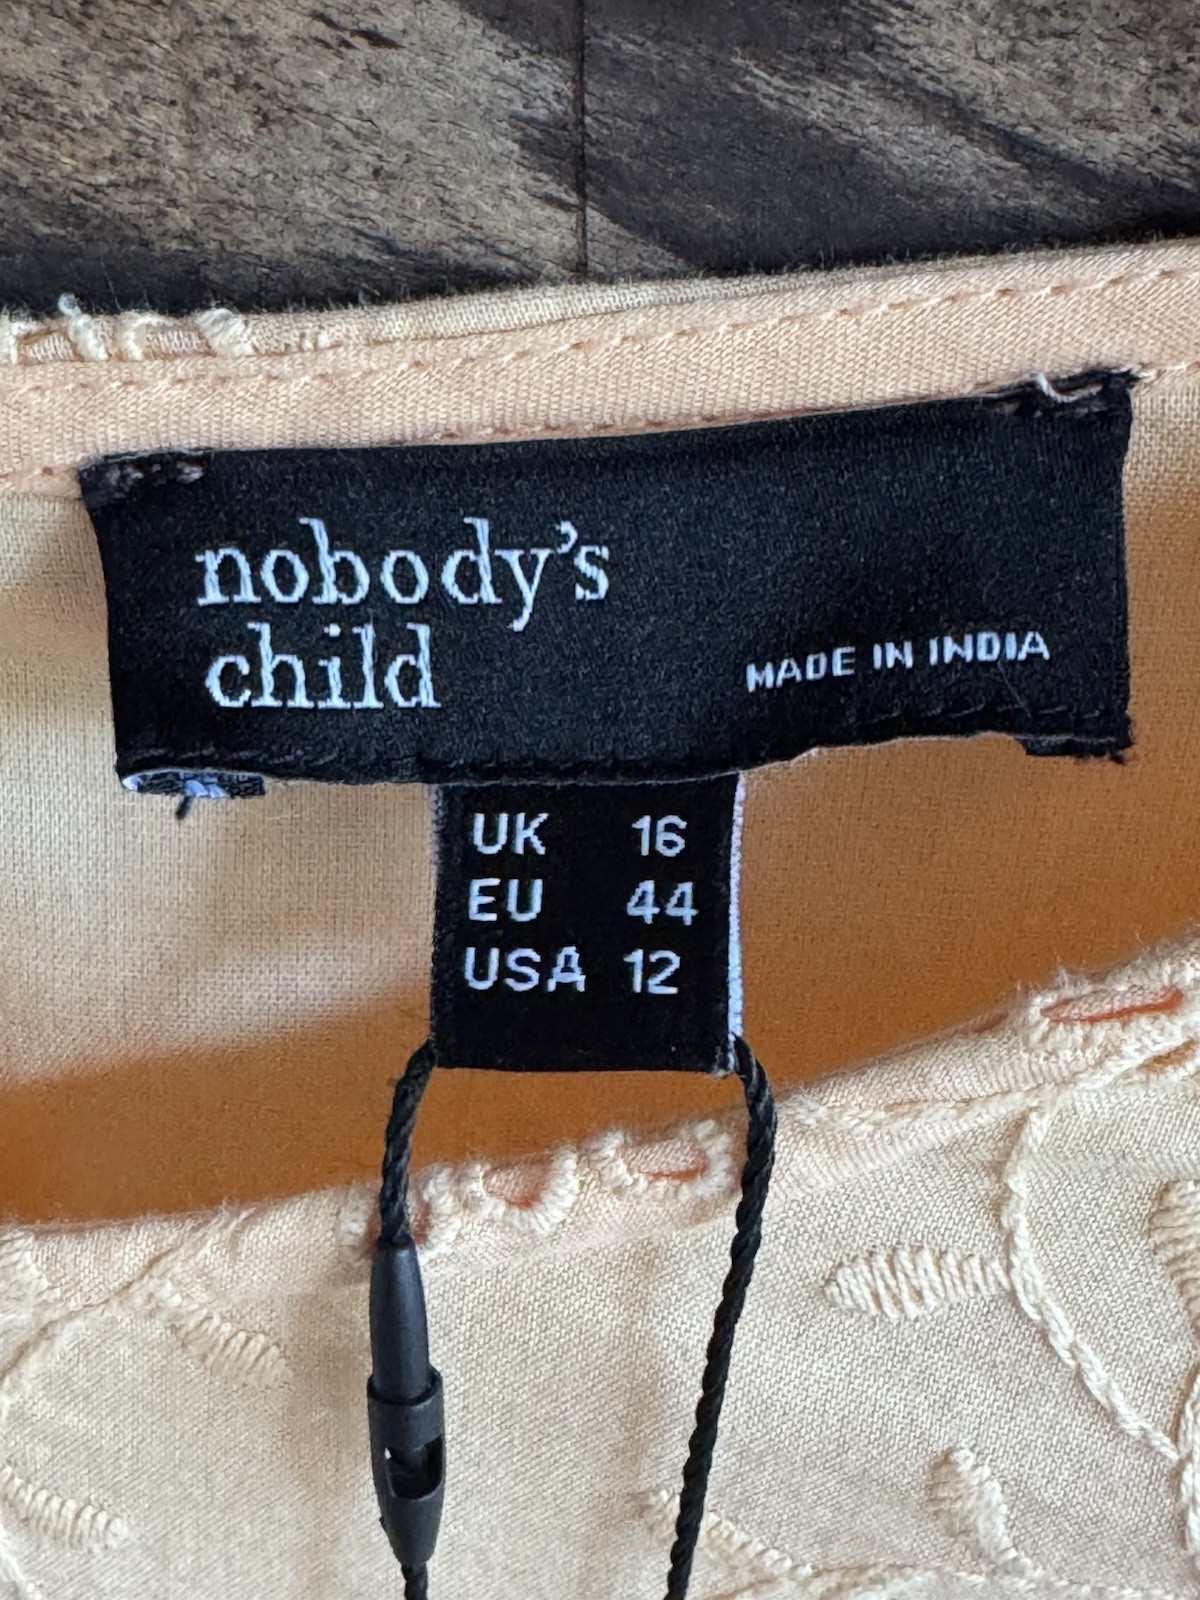 nobody's
child
MADE IN INDIA
UK 16
EU 44
USA 12